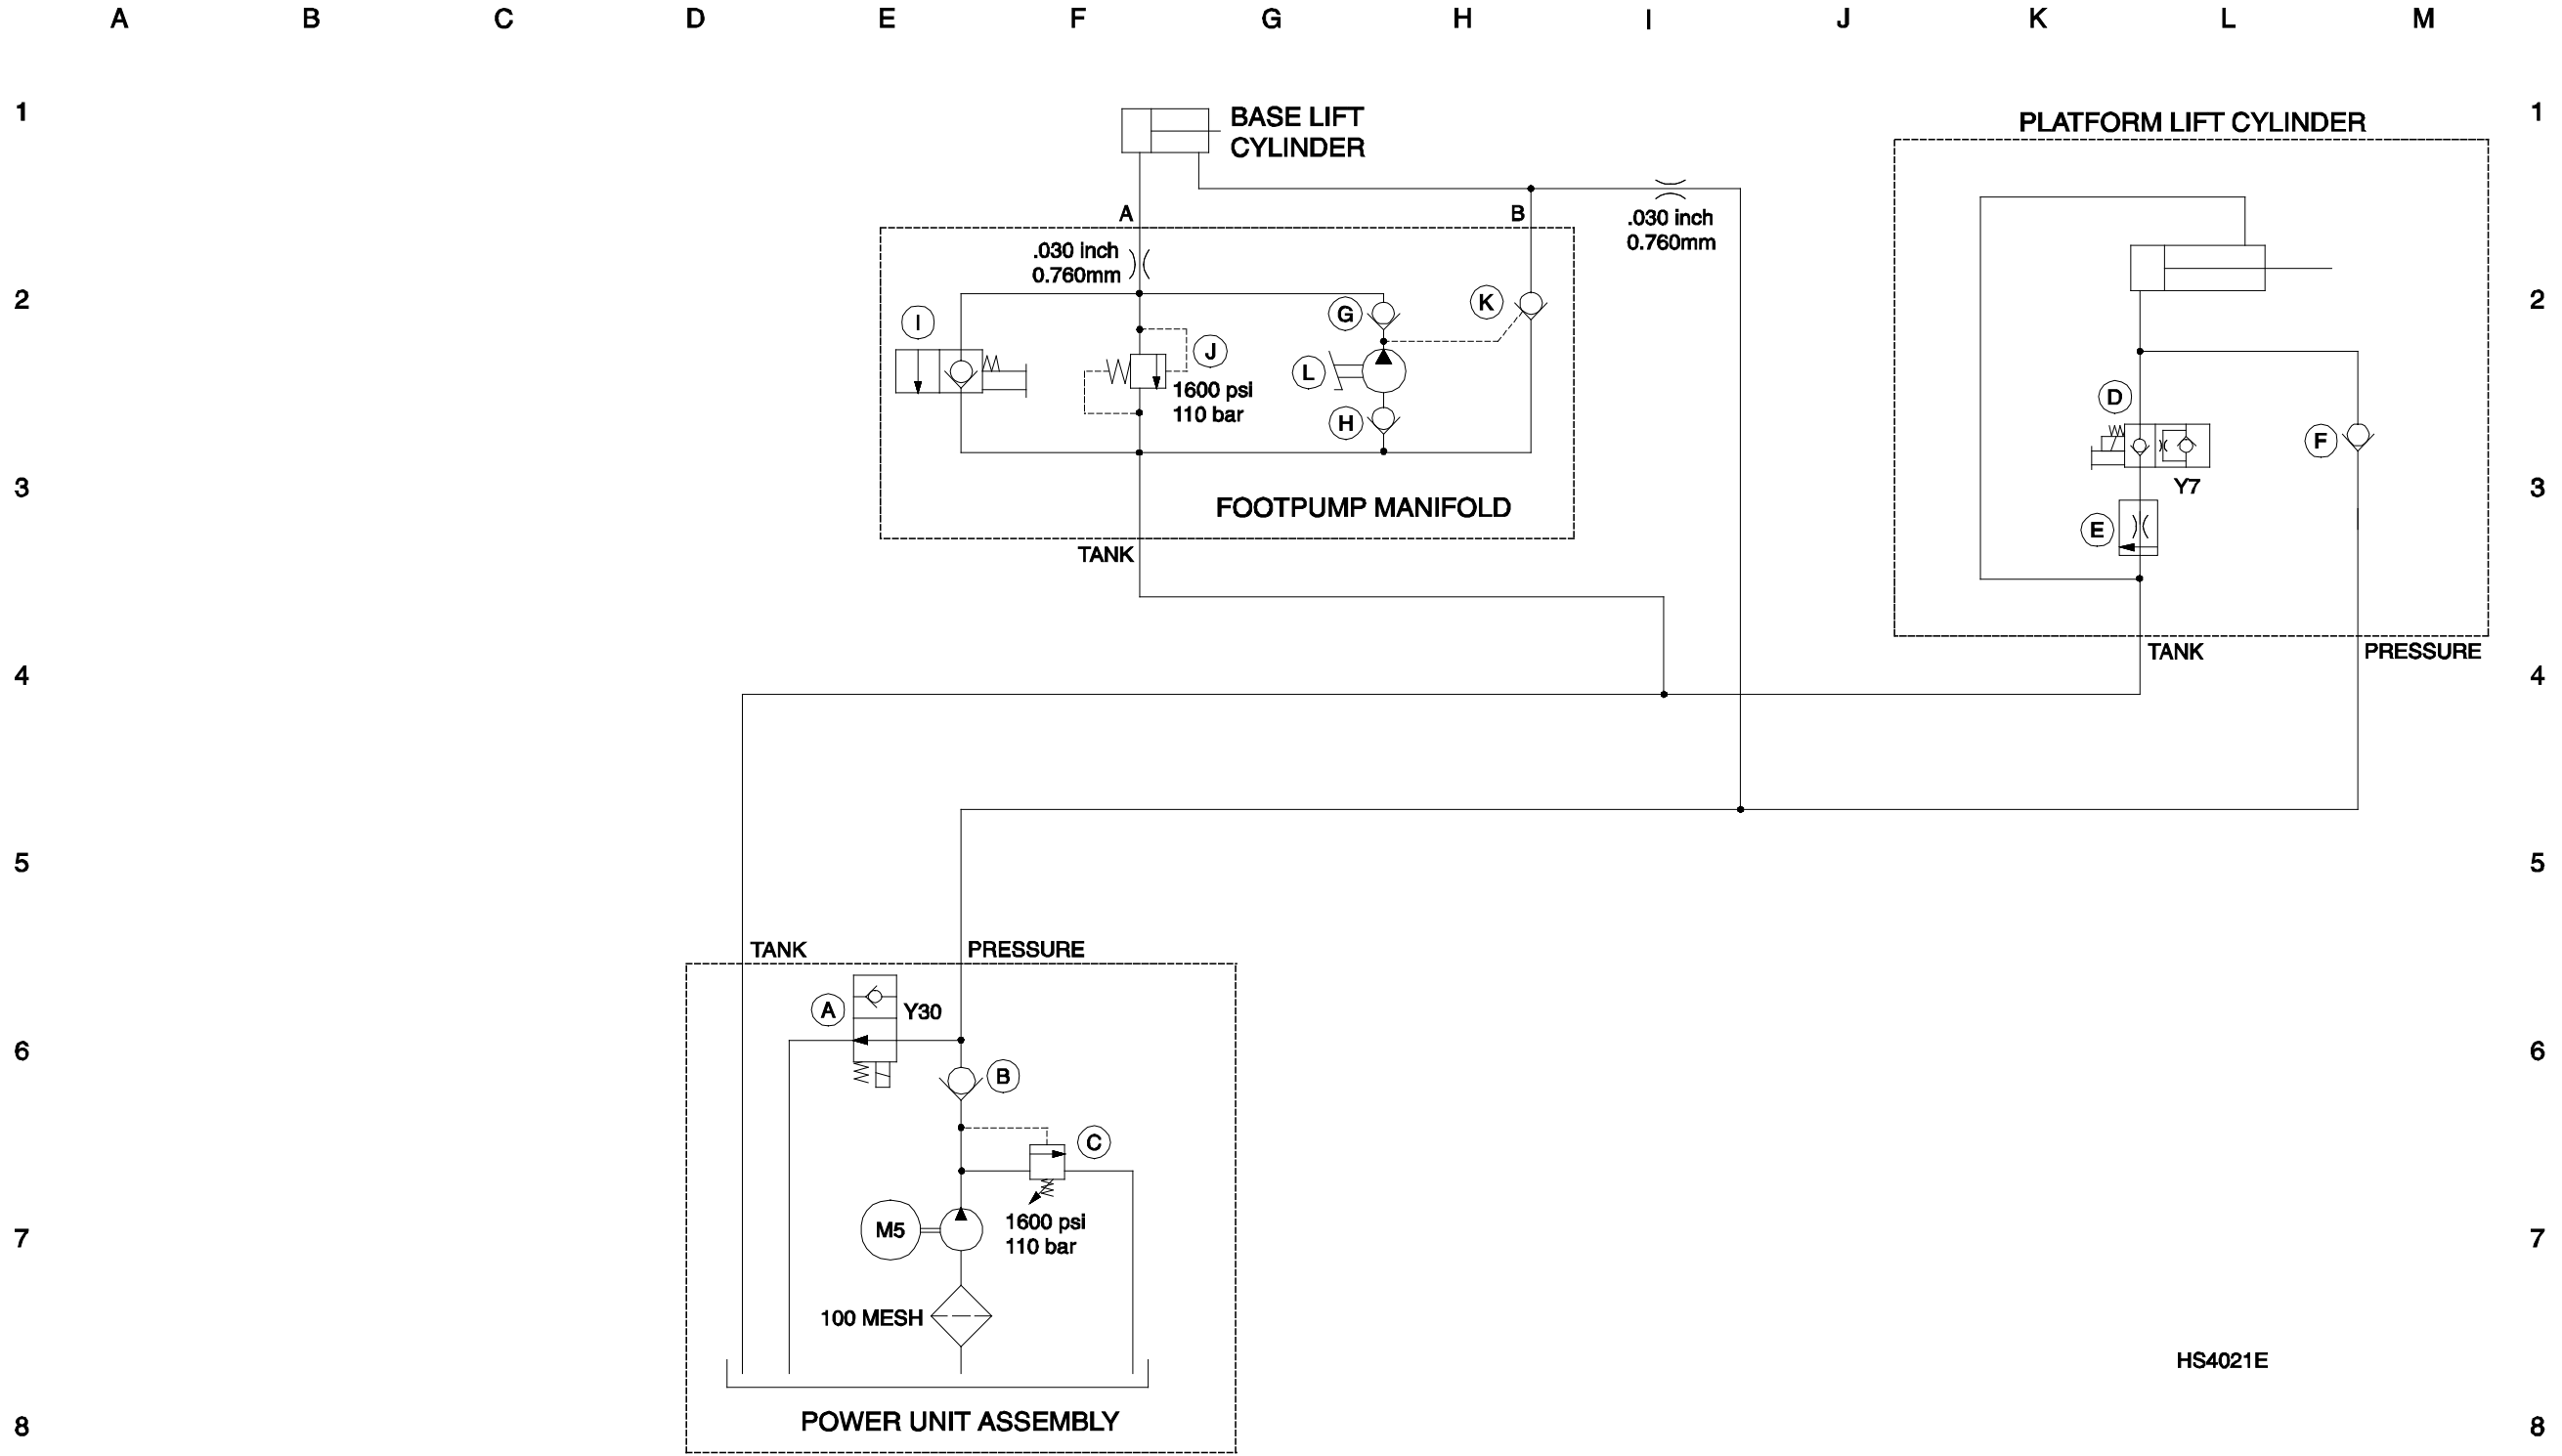 A B C D E F G H I J K L M
1 1
BASE LIFT
CYLINDER
PLATFORM LIFT CYLINDER
A
B
.030 inch
0.760mm
.030 inch
0.760mm
2 2
I
G
K
J
L
1600 psi
110 bar
H
D
F
Y7
3 3
FOOTPUMP MANIFOLD
E
TANK
TANK
PRESSURE
4 4
5 5
TANK
PRESSURE
A
Y30
6 6
B
C
M5
1600 psi
110 bar
7 7
100 MESH
HS4021E
POWER UNIT ASSEMBLY
8 8